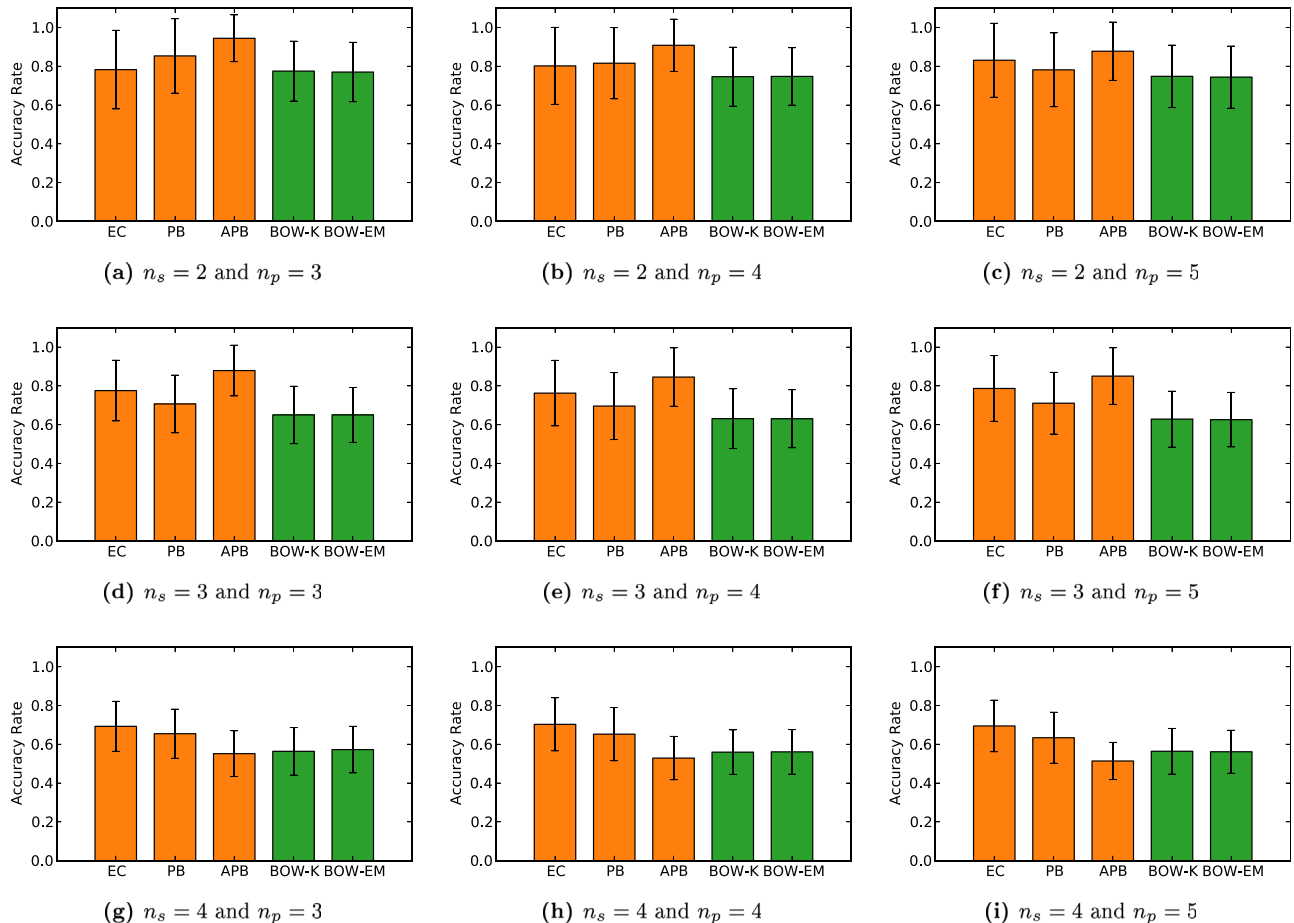 1.0
0.8
0.6
0.4
0.2
0.0
Accuracy Rate
EC PB APB BOW-K BOW-EM
(a) n_s = 2 and n_p = 3
1.0
0.8
0.6
0.4
0.2
0.0
Accuracy Rate
EC PB APB BOW-K BOW-EM
(b) n_s = 2 and n_p = 4
1.0
0.8
0.6
0.4
0.2
0.0
Accuracy Rate
EC PB APB BOW-K BOW-EM
(c) n_s = 2 and n_p = 5
1.0
0.8
0.6
0.4
0.2
0.0
Accuracy Rate
EC PB APB BOW-K BOW-EM
(d) n_s = 3 and n_p = 3
1.0
0.8
0.6
0.4
0.2
0.0
Accuracy Rate
EC PB APB BOW-K BOW-EM
(e) n_s = 3 and n_p = 4
1.0
0.8
0.6
0.4
0.2
0.0
Accuracy Rate
EC PB APB BOW-K BOW-EM
(f) n_s = 3 and n_p = 5
1.0
0.8
0.6
0.4
0.2
0.0
Accuracy Rate
EC PB APB BOW-K BOW-EM
(g) n_s = 4 and n_p = 3
1.0
0.8
0.6
0.4
0.2
0.0
Accuracy Rate
EC PB APB BOW-K BOW-EM
(h) n_s = 4 and n_p = 4
1.0
0.8
0.6
0.4
0.2
0.0
Accuracy Rate
EC PB APB BOW-K BOW-EM
(i) n_s = 4 and n_p = 5